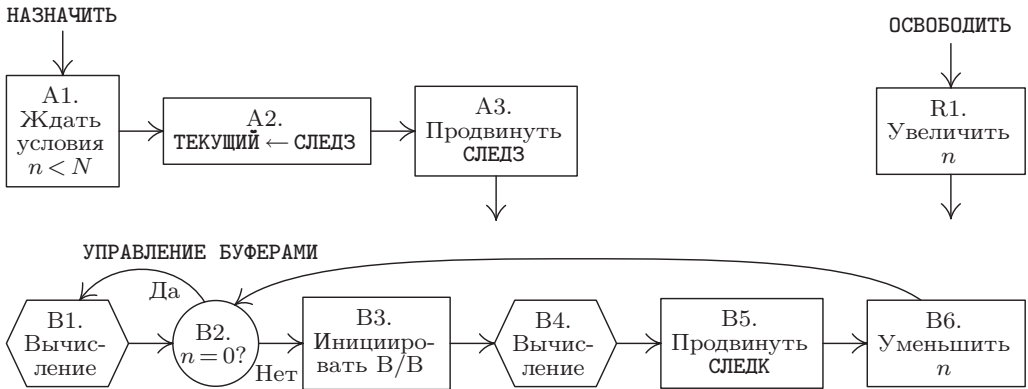 НАЗНАЧИТЬ
A1.
Ждать
условия
n < N
A2.
ТЕКУЩИЙ ← СЛЕДЗ
A3.
Продвинуть
СЛЕДЗ
ОСВОБОДИТЬ
R1.
Увеличить
n
УПРАВЛЕНИЕ БУФЕРАМИ
Да
B1.
Вычис-
ление
B2.
n = 0?
Нет
B3.
Иницииро-
вать В/В
B4.
Вычис-
ление
B5.
Продвинуть
СЛЕДК
B6.
Уменьшить
n